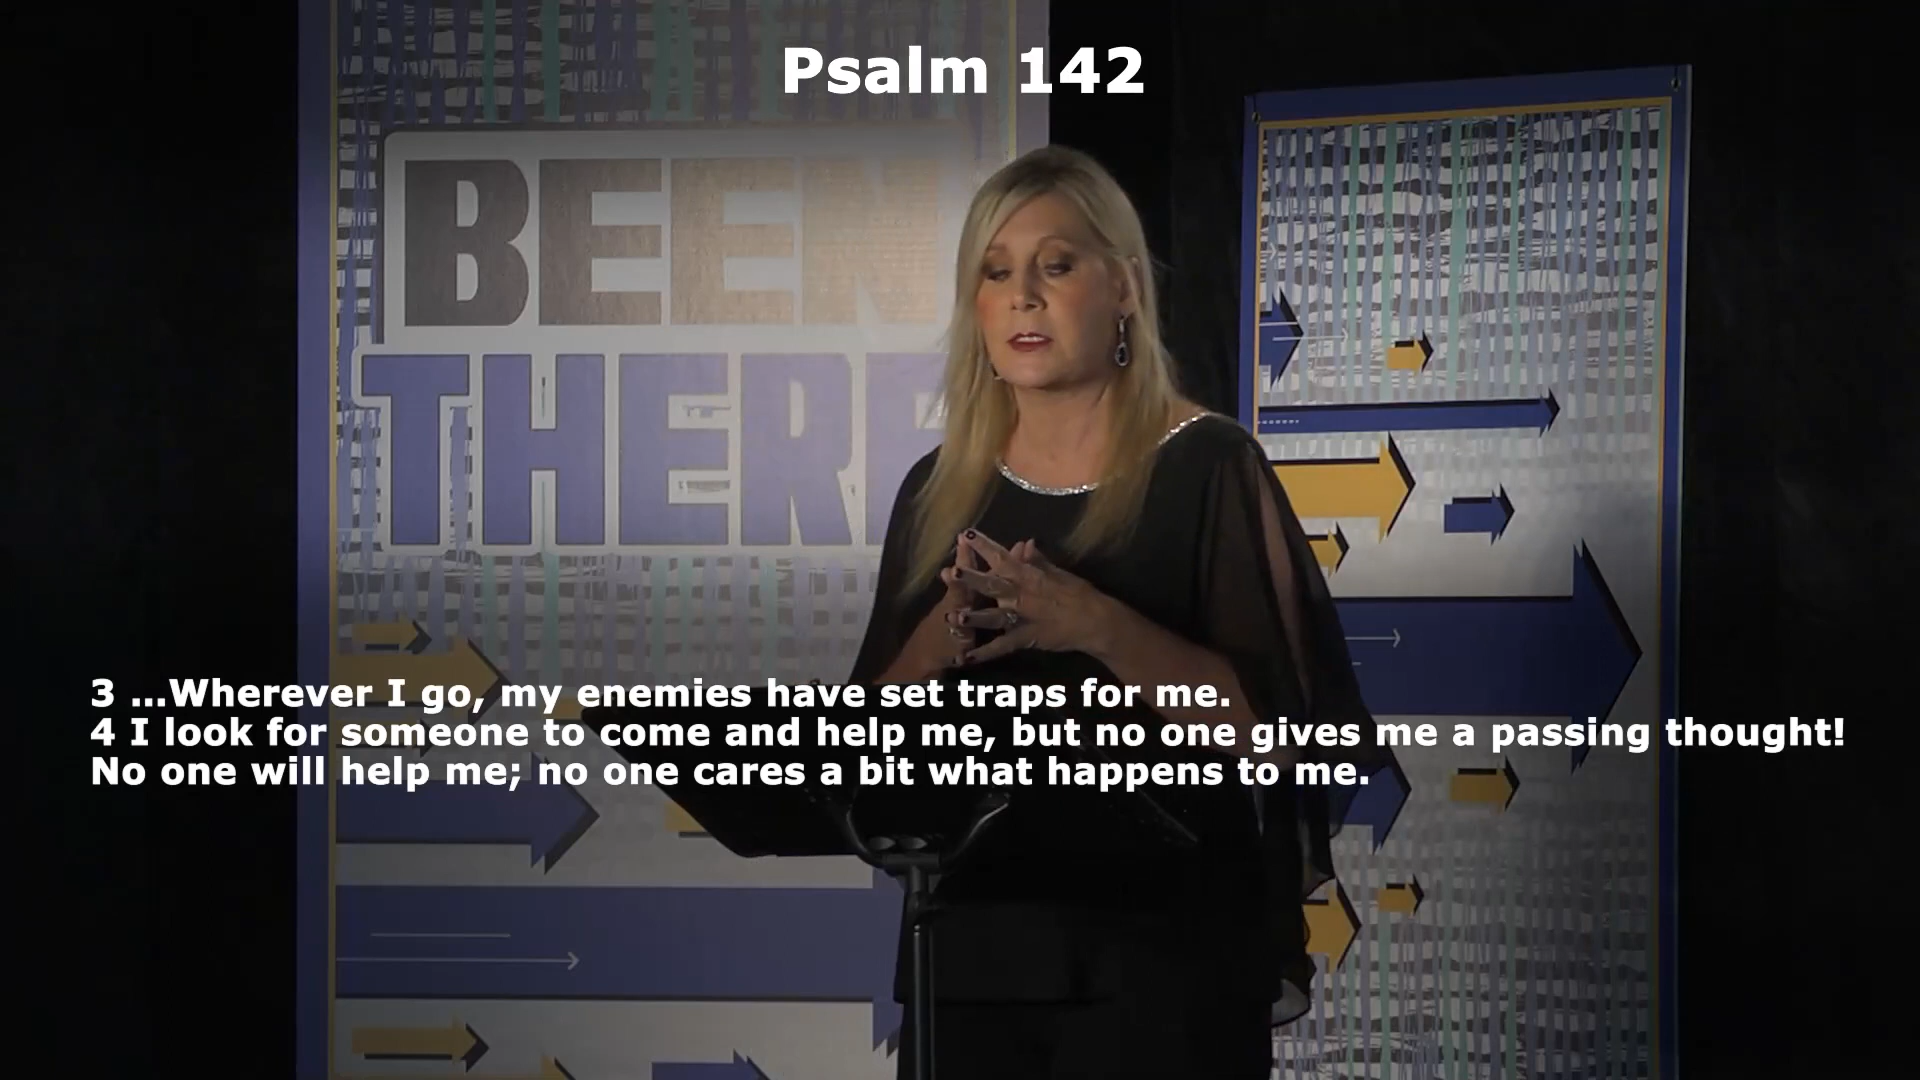 Psalm 142
BEEN
THERE
3 ...Wherever I go, my enemies have set traps for me.
4 I look for someone to come and help me, but no one gives me a passing thought!
No one will help me; no one cares a bit what happens to me.